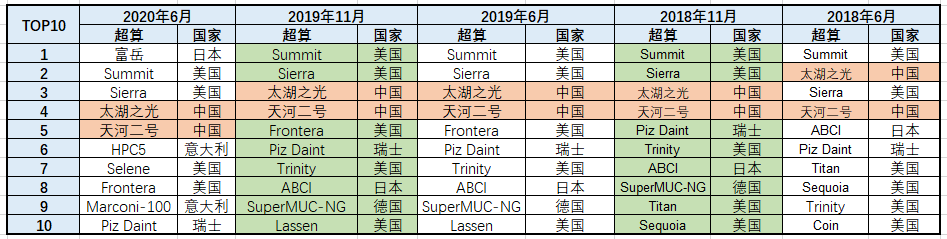 TOP10 2020年6月 2019年11月 2019年6月 2018年11月 2018年6月
超算 国家 超算 国家 超算 国家 超算 国家 超算 国家
1 富岳 日本 Summit 美国 Summit 美国 Summit 美国 Summit 美国
2 Summit 美国 Sierra 美国 Sierra 美国 Sierra 美国 太湖之光 中国
3 Sierra 美国 太湖之光 中国 太湖之光 中国 太湖之光 中国 Sierra 美国
4 太湖之光 中国 天河二号 中国 天河二号 中国 天河二号 中国 天河二号 中国
5 天河二号 中国 Frontera 美国 Frontera 美国 Piz Daint 瑞士 ABCI 日本
6 HPC5 意大利 Piz Daint 瑞士 Piz Daint 瑞士 Trinity 美国 Piz Daint 瑞士
7 Selene 美国 Trinity 美国 Trinity 美国 ABCI 日本 Titan 美国
8 Frontera 美国 ABCI 日本 ABCI 日本 SuperMUC-NG 德国 Sequoia 美国
9 Marconi-100 意大利 SuperMUC-NG 德国 SuperMUC-NG 德国 Titan 美国 Trinity 美国
10 Piz Daint 瑞士 Lassen 美国 Lassen 美国 Sequoia 美国 Coin 美国